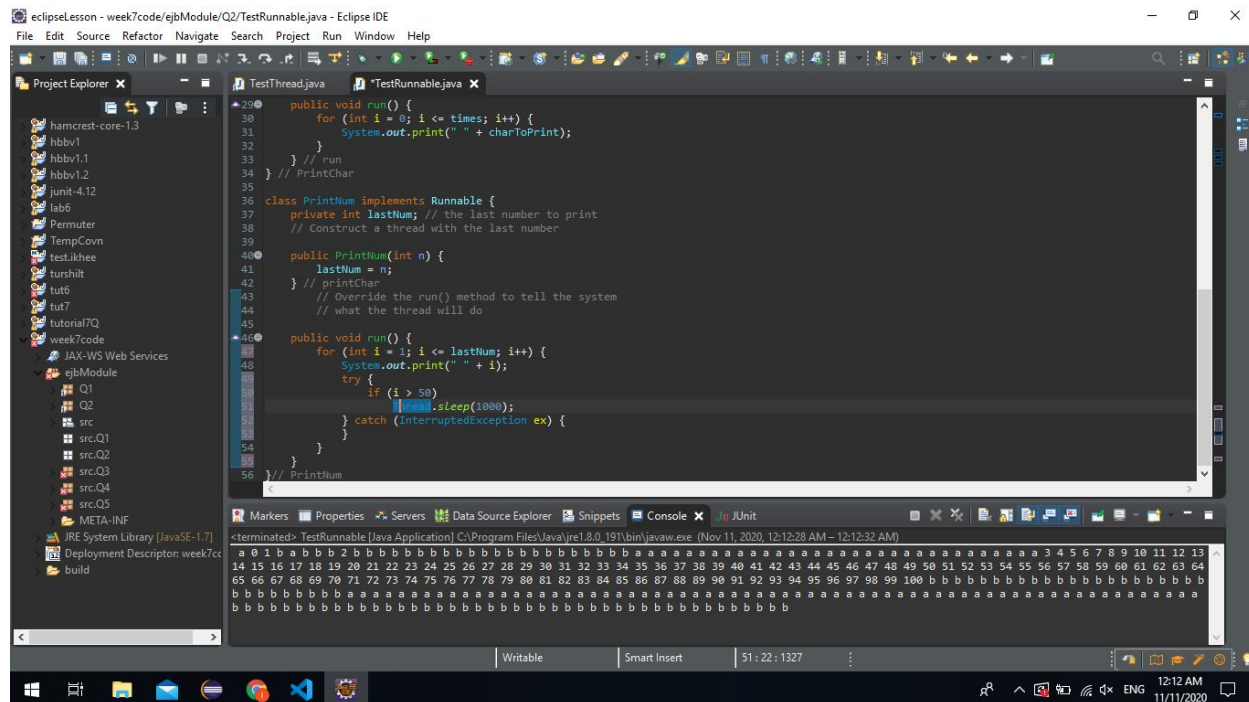 eclipseLesson - week7code/ejbModule/Q2/TestRunnable.java - Eclipse IDE
File Edit Source Refactor Navigate Search Project Run Window Help
Project Explorer
TestThread.java *TestRunnable.java
hamcrest-core-1.3
hbbv1
hbbv1.1
hbbv1.2
junit-4.12
lab6
Permuter
TempCovn
test.ikhee
turshilt
tut6
tut7
tutorial7Q
week7code
JAX-WS Web Services
ejbModule
Q1
Q2
src
src.Q1
src.Q2
src.Q3
src.Q4
src.Q5
META-INF
JRE System Library [JavaSE-1.7]
Deployment Descriptor: week7cc
build
29 public void run() {
30 for (int i = 0; i <= times; i++) {
31 System.out.print(" " + charToPrint);
32 }
33 } // run
34 } // PrintChar
35
36 class PrintNum implements Runnable {
37 private int lastNum; // the last number to print
38 // Construct a thread with the last number
39
40 public PrintNum(int n) {
41 lastNum = n;
42 } // printChar
43 // Override the run() method to tell the system
44 // what the thread will do
45
46 public void run() {
47 for (int i = 1; i <= lastNum; i++) {
48 System.out.print(" " + i);
49 try {
50 if (i > 50)
51 Thread.sleep(1000);
52 } catch (InterruptedException ex) {
53 }
54 }
55 }
56 }// PrintNum
Markers Properties Servers Data Source Explorer Snippets Console JUnit
<terminated> TestRunnable [Java Application] C:\Program Files\Java\jre1.8.0_191\bin\javaw.exe (Nov 11, 2020, 12:12:28 AM – 12:12:32 AM)
a 0 1 b a b b b 2 b b b b b b b b b b b b b b b b b b b b b b a a a a a a a a a a a a a a a a a a a a a a a a a a a a a a a a 3 4 5 6 7 8 9 10 11 12 13
14 15 16 17 18 19 20 21 22 23 24 25 26 27 28 29 30 31 32 33 34 35 36 37 38 39 40 41 42 43 44 45 46 47 48 49 50 51 52 53 54 55 56 57 58 59 60 61 62 63 64
65 66 67 68 69 70 71 72 73 74 75 76 77 78 79 80 81 82 83 84 85 86 87 88 89 90 91 92 93 94 95 96 97 98 99 100 b b b b b b b b b b b b b b b b b b b b b
b b b b b b b b b a a a a a a a a a a a a a a a a a a a a a a a a a a a a a a a a a a a a a a a a a a a a a a a a a a a a a a a a a a a
b b b b b b b b b b b b b b b b b b b b b b b b b b b b b b b b b b b b b b b b b b b b
Writable Smart Insert 51 : 22 : 1327
ENG 12:12 AM
11/11/2020